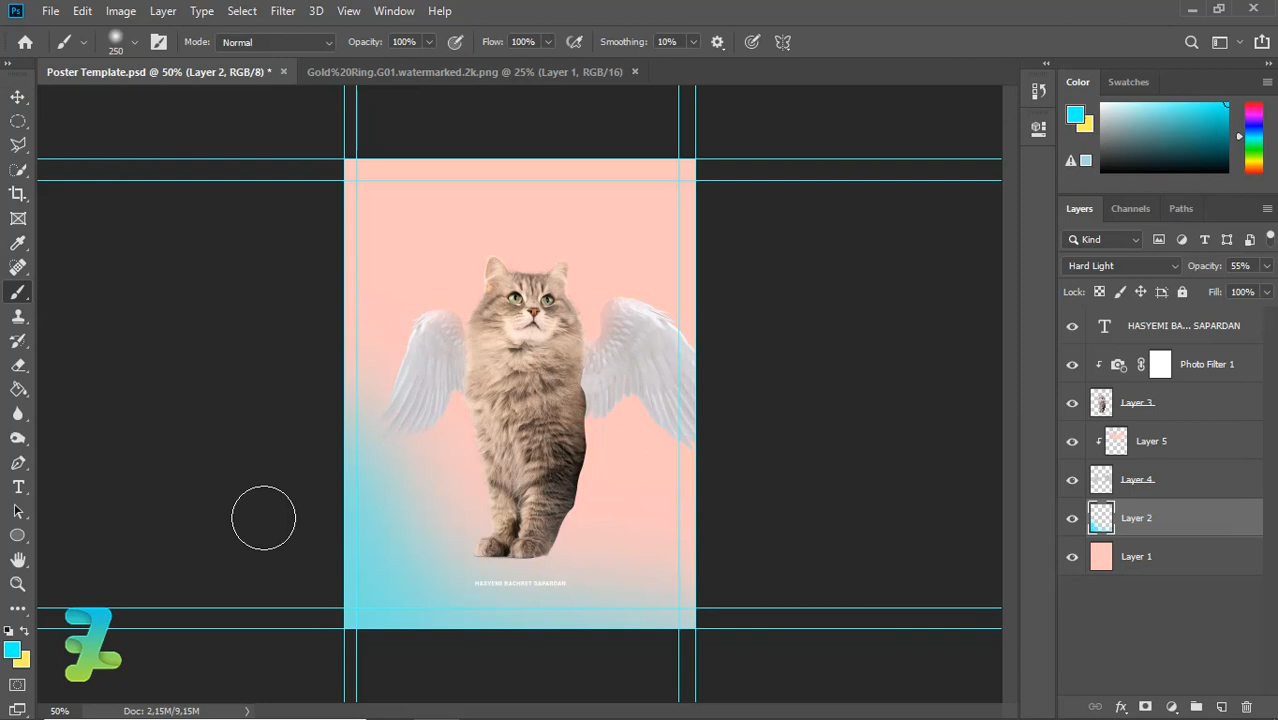 Ps File Edit Image Layer Type Select Filter 3D View Window Help
250 Mode: Normal Opacity: 100% Flow: 100% Smoothing: 10%
Poster Template.psd @ 50% (Layer 2, RGB/8) * Gold%20Ring.G01.watermarked.2k.png @ 25% (Layer 1, RGB/16)
Color Swatches
Layers Channels Paths
Kind
Hard Light Opacity: 55%
Lock: Fill: 100%
T HASYEMI BA... SAPARDAN
Photo Filter 1
Layer 3
Layer 5
Layer 4
Layer 2
Layer 1
HASYEMI BACHRET SAPARDAN
50% Doc: 2,15M/9,15M